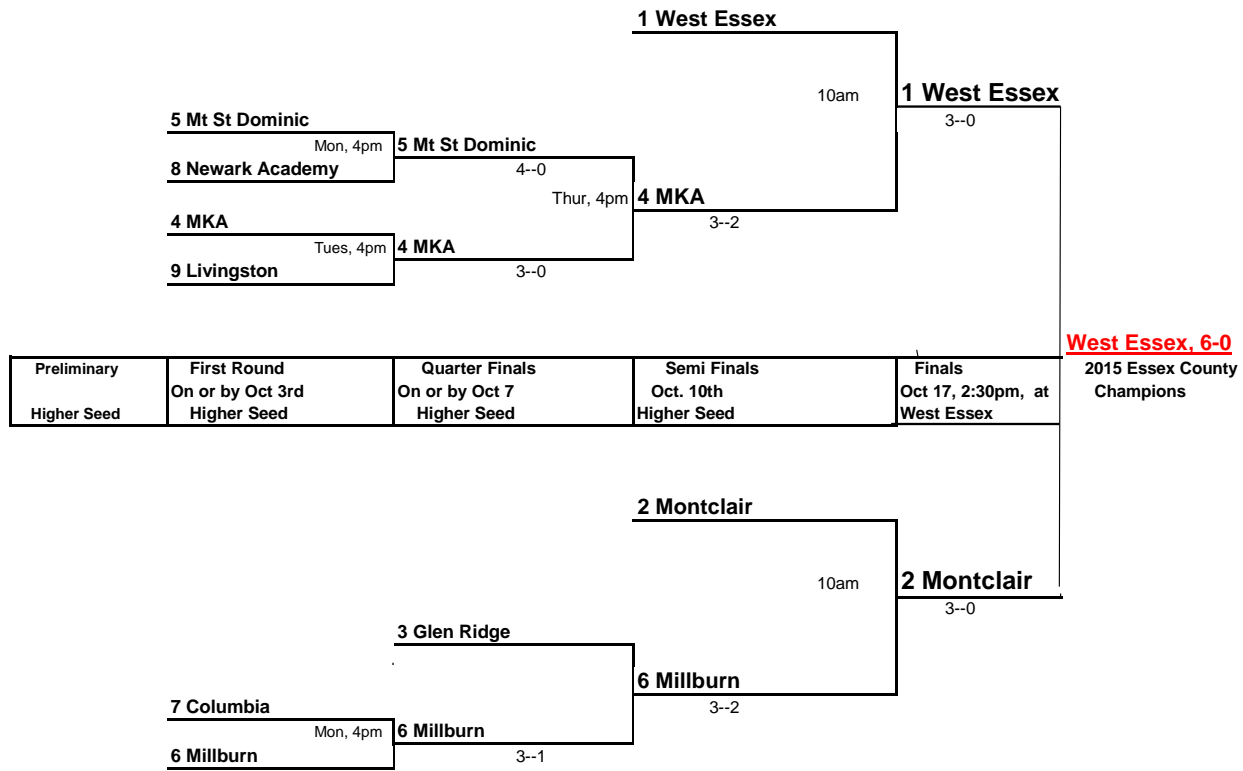 1 West Essex
10am
1 West Essex
3--0
5 Mt St Dominic
Mon, 4pm
5 Mt St Dominic
8 Newark Academy
4--0
Thur, 4pm
4 MKA
4 MKA
3--2
Tues, 4pm
4 MKA
9 Livingston
3--0
West Essex, 6-0
Preliminary First Round Quarter Finals Semi Finals Finals 2015 Essex County
On or by Oct 3rd On or by Oct 7 Oct. 10th Oct 17, 2:30pm, at Champions
Higher Seed Higher Seed Higher Seed Higher Seed West Essex
2 Montclair
10am
2 Montclair
3--0
3 Glen Ridge
6 Millburn
7 Columbia
3--2
Mon, 4pm
6 Millburn
6 Millburn
3--1